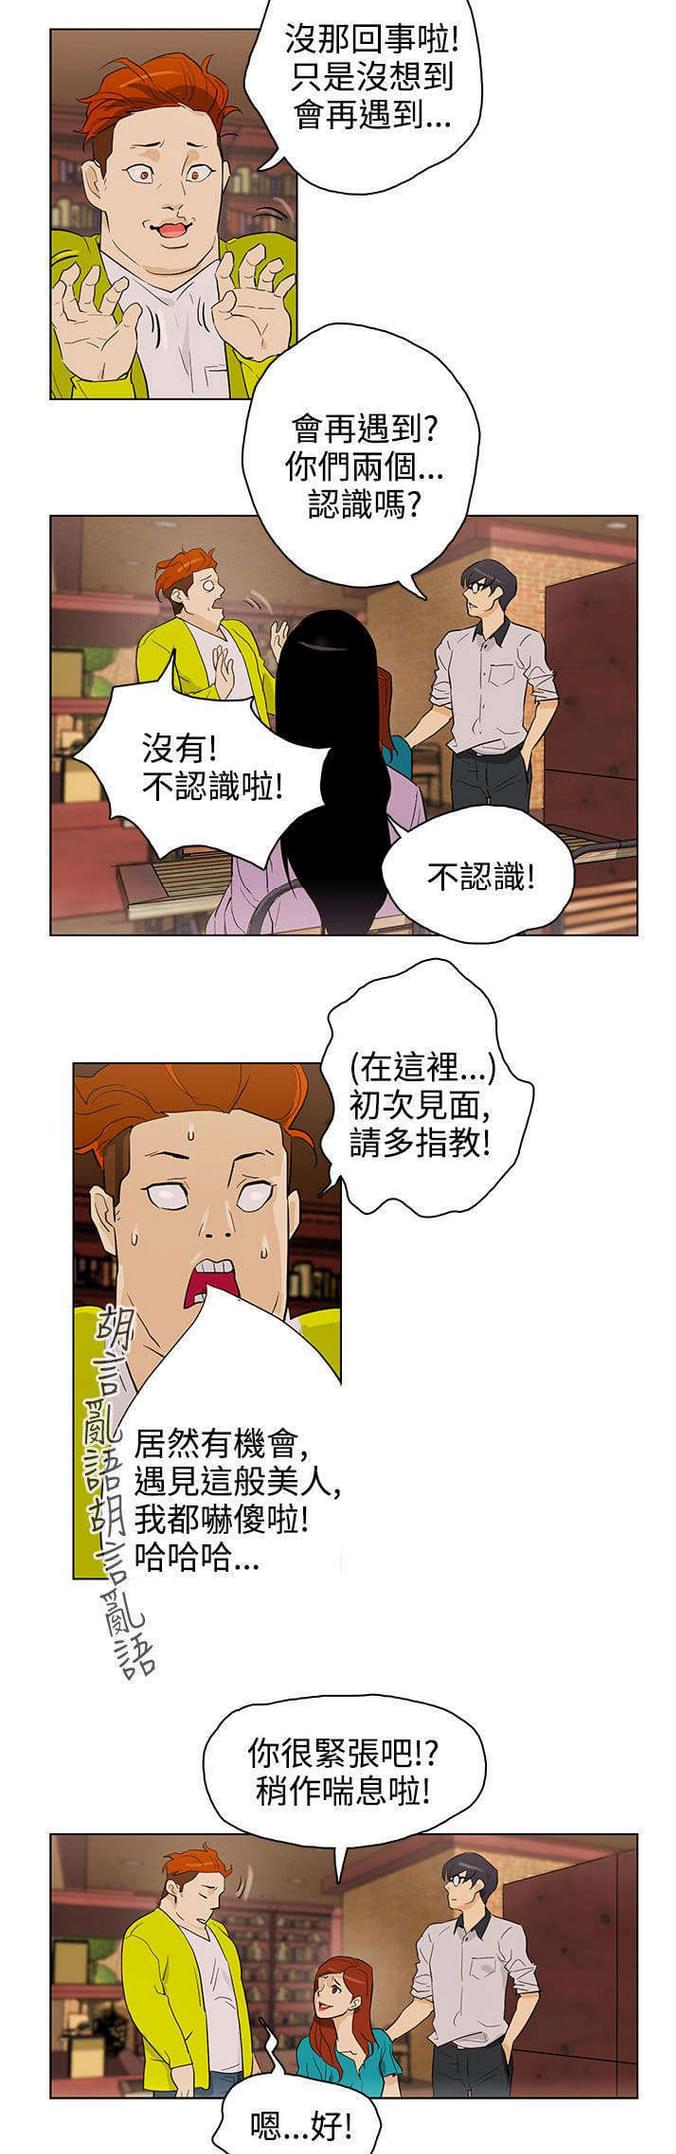 沒那回事啦!
只是沒想到
會再遇到...
會再遇到?
你們兩個...
認識嗎?
沒有!
不認識啦!
不認識!
(在這裡...)
初次見面,
請多指教!
胡言亂語胡言亂語
居然有機會,
遇見這般美人,
我都嚇傻啦!
哈哈哈...
你很緊張吧!?
稍作喘息啦!
嗯...好!